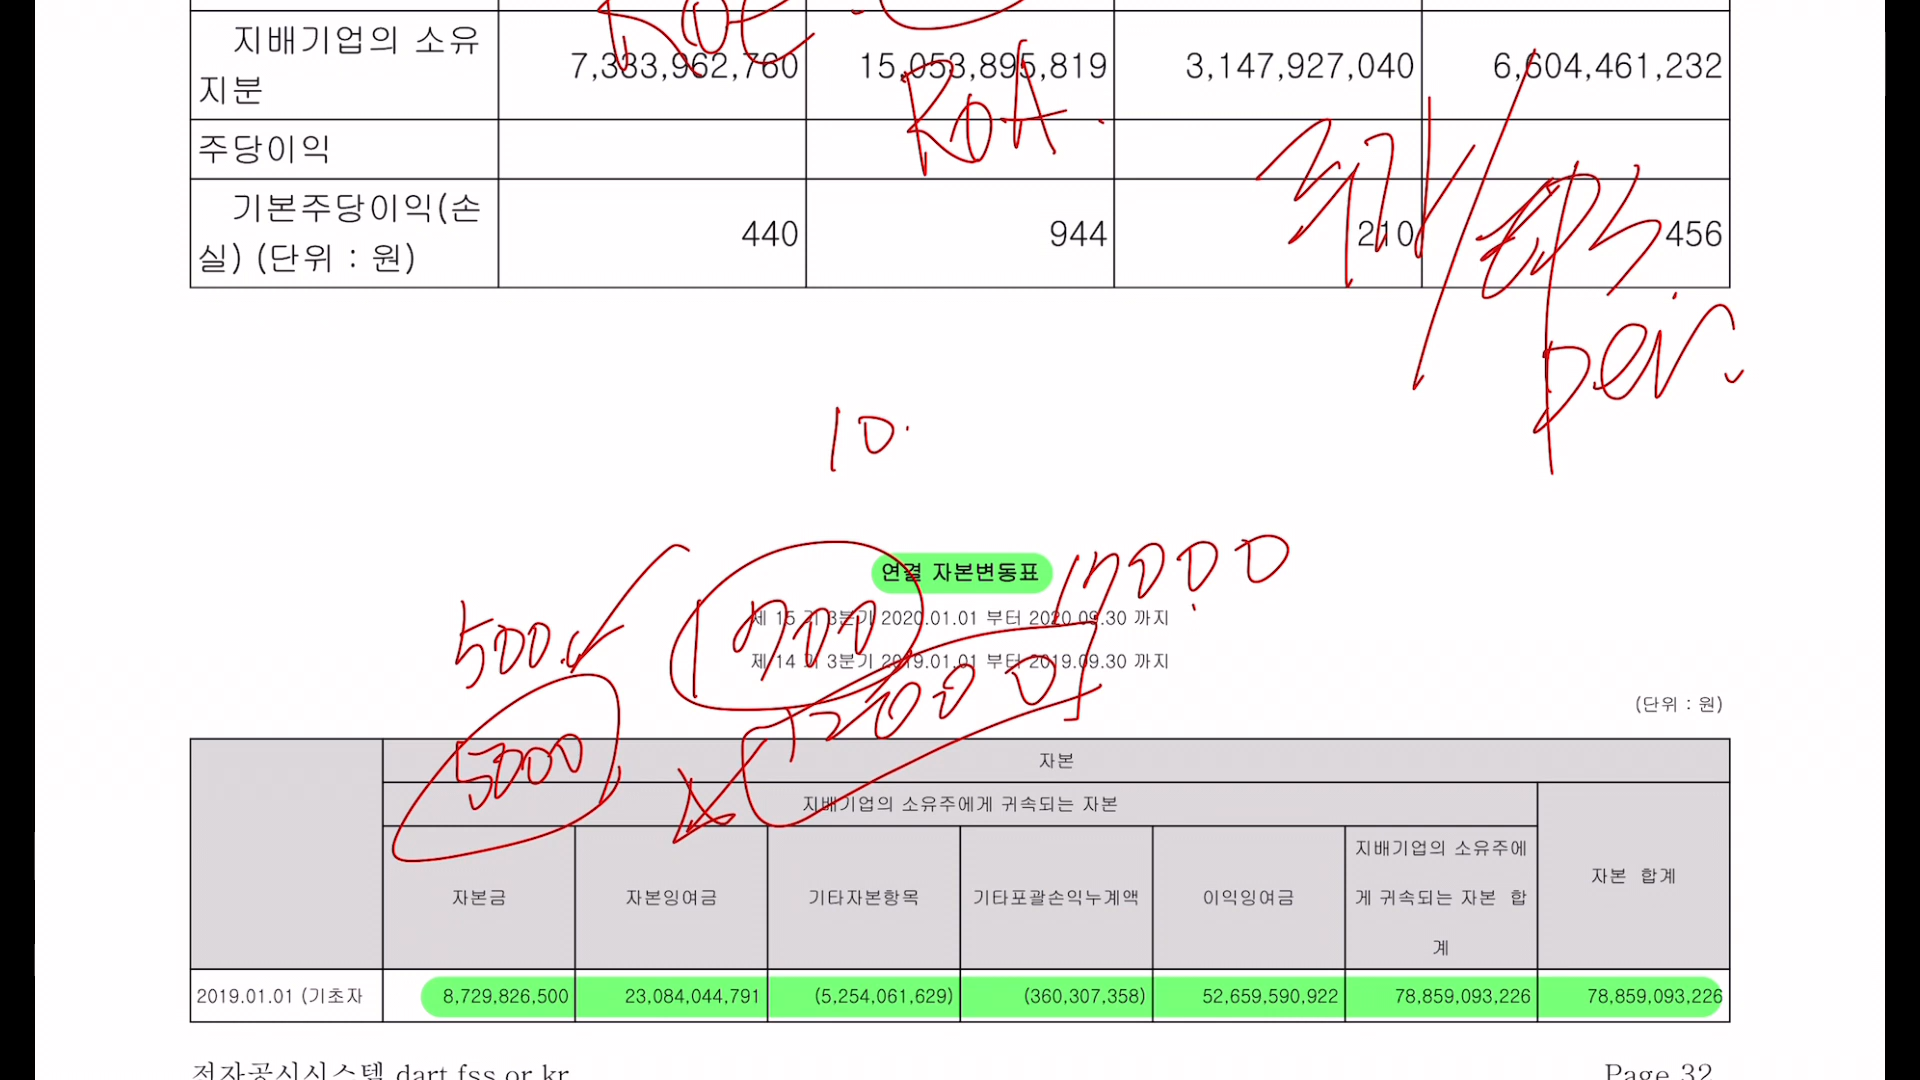 Roe.
지배기업의 소유
지분 7,333,962,760 15,053,895,819 3,147,927,040 6,604,461,232
RoA.
주당이익
기본주당이익(손
실) (단위 : 원) 440 944 210 456
주가/eps
per.
10.
연결 자본변동표
17000
제 15 기 3분기 2020.01.01 부터 2020.09.30 까지
500.
1700
제 14 기 3분기 2019.01.01 부터 2019.09.30 까지
12000
(단위 : 원)
5000
자본
지배기업의 소유주에게 귀속되는 자본
자본 합계
자본금 자본잉여금 기타자본항목 기타포괄손익누계액 이익잉여금 지배기업의 소유주에
게 귀속되는 자본 합
계
2019.01.01 (기초자 8,729,826,500 23,084,044,791 (5,254,061,629) (360,307,358) 52,659,590,922 78,859,093,226 78,859,093,226
전자공시시스템 dart.fss.or.kr Page 32